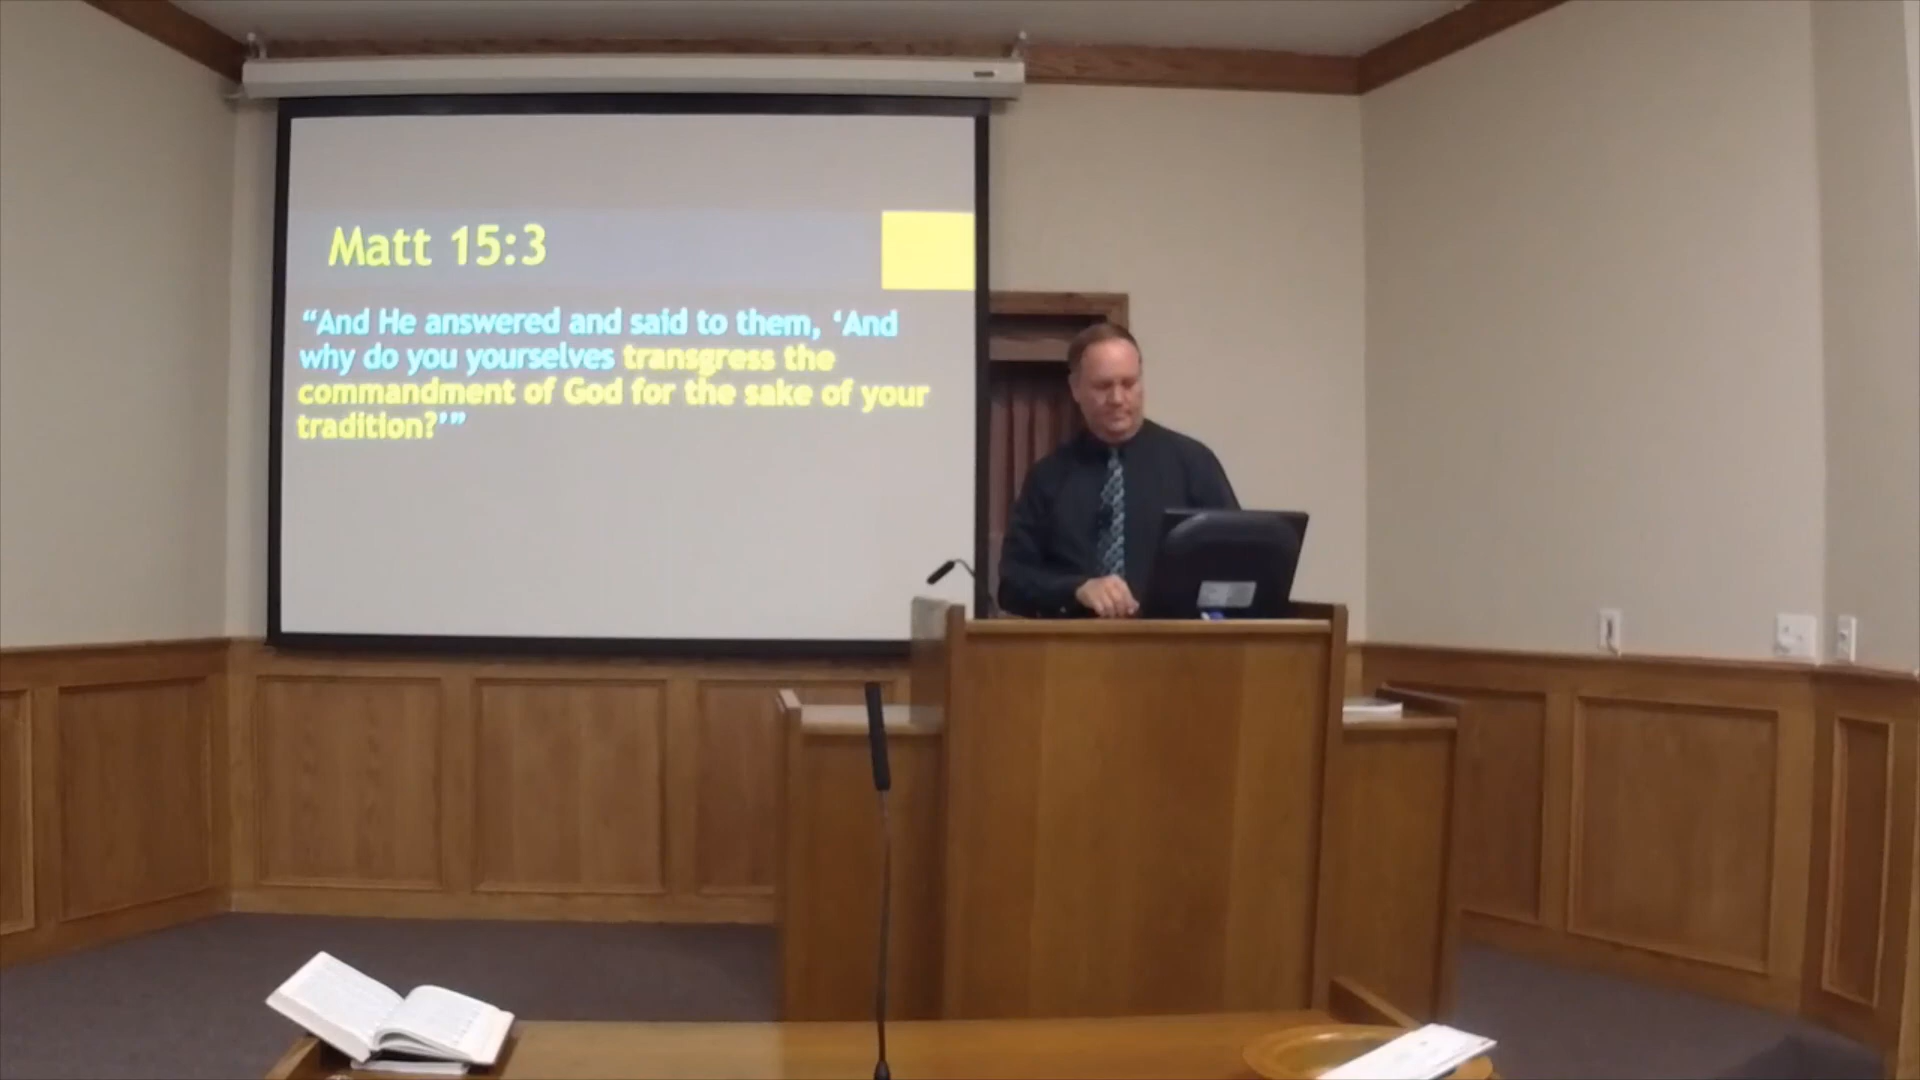 Matt 15:3
“And He answered and said to them, ‘And
why do you yourselves transgress the
commandment of God for the sake of your
tradition?’”